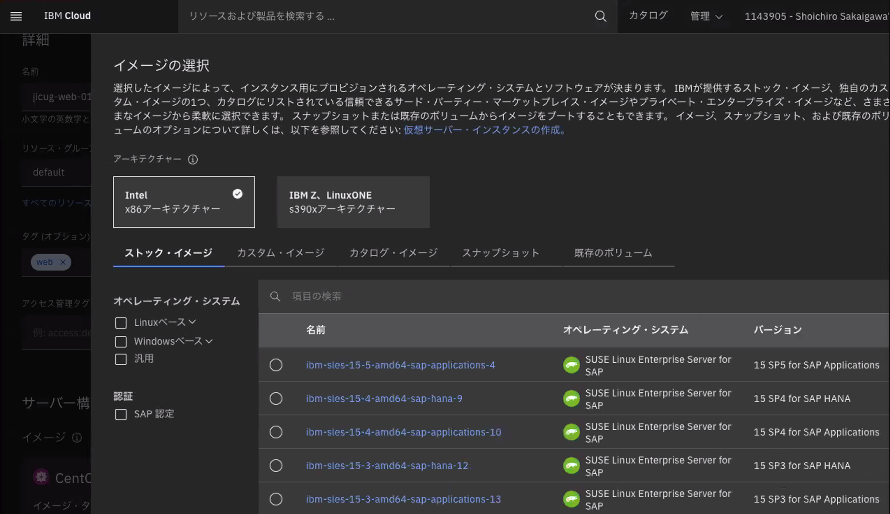 IBM Cloud
リソースおよび製品を検索する ...
カタログ
管理
1143905 - Shoichiro Sakaigawa'
詳細
名前
jicug-web-01
小文字の英数字と
リソース・グルー
default
すべてのリソース
タグ (オプション)
web
アクセス管理タグ
例: access:de
サーバー構
イメージ
CentO
イメージ・タ
イメージの選択
選択したイメージによって、インスタンス用にプロビジョンされるオペレーティング・システムとソフトウェアが決まります。 IBMが提供するストック・イメージ、独自のカス
タム・イメージの1つ、カタログにリストされている信頼できるサード・パーティー・マーケットプレイス・イメージやプライベート・エンタープライズ・イメージなど、さまざ
まなイメージから柔軟に選択できます。 スナップショットまたは既存のボリュームからイメージをブートすることもできます。 イメージ、スナップショット、および既存のボリ
ュームのオプションについて詳しくは、以下を参照してください: 仮想サーバー・インスタンスの作成。
アーキテクチャー
Intel
x86アーキテクチャー
IBM Z、LinuxONE
s390xアーキテクチャー
ストック・イメージ
カスタム・イメージ
カタログ・イメージ
スナップショット
既存のボリューム
オペレーティング・システム
Linuxベース
Windowsベース
汎用
認証
SAP 認定
項目の検索
名前
オペレーティング・システム
バージョン
ibm-sles-15-5-amd64-sap-applications-4
SUSE Linux Enterprise Server for
SAP
15 SP5 for SAP Applications
ibm-sles-15-4-amd64-sap-hana-9
SUSE Linux Enterprise Server for
SAP
15 SP4 for SAP HANA
ibm-sles-15-4-amd64-sap-applications-10
SUSE Linux Enterprise Server for
SAP
15 SP4 for SAP Applications
ibm-sles-15-3-amd64-sap-hana-12
SUSE Linux Enterprise Server for
SAP
15 SP3 for SAP HANA
ibm-sles-15-3-amd64-sap-applications-13
SUSE Linux Enterprise Server for
SAP
15 SP3 for SAP Applications